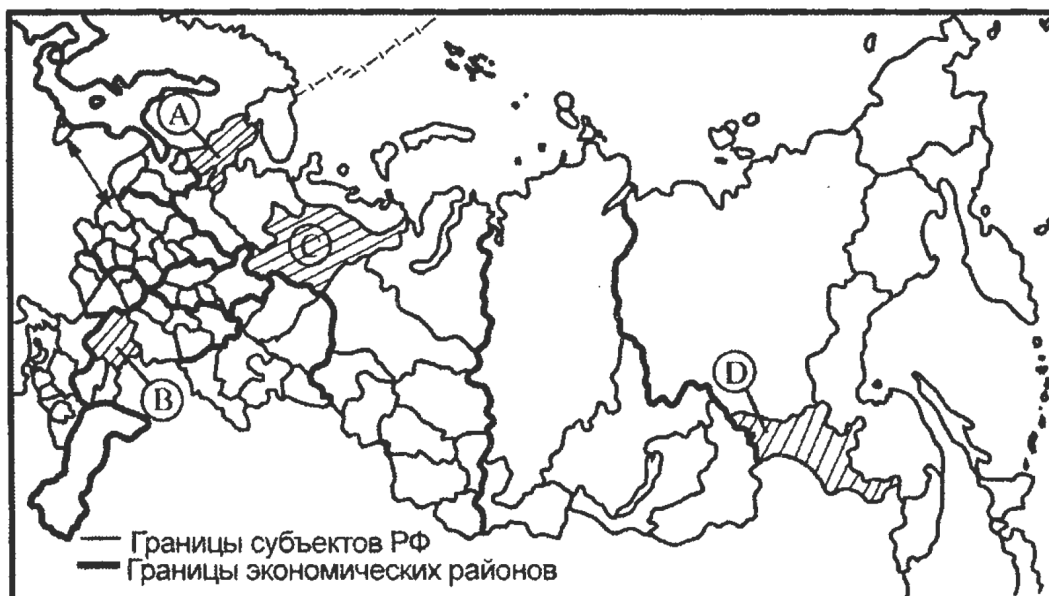 A
C
D
B
Границы субъектов РФ
Границы экономических районов